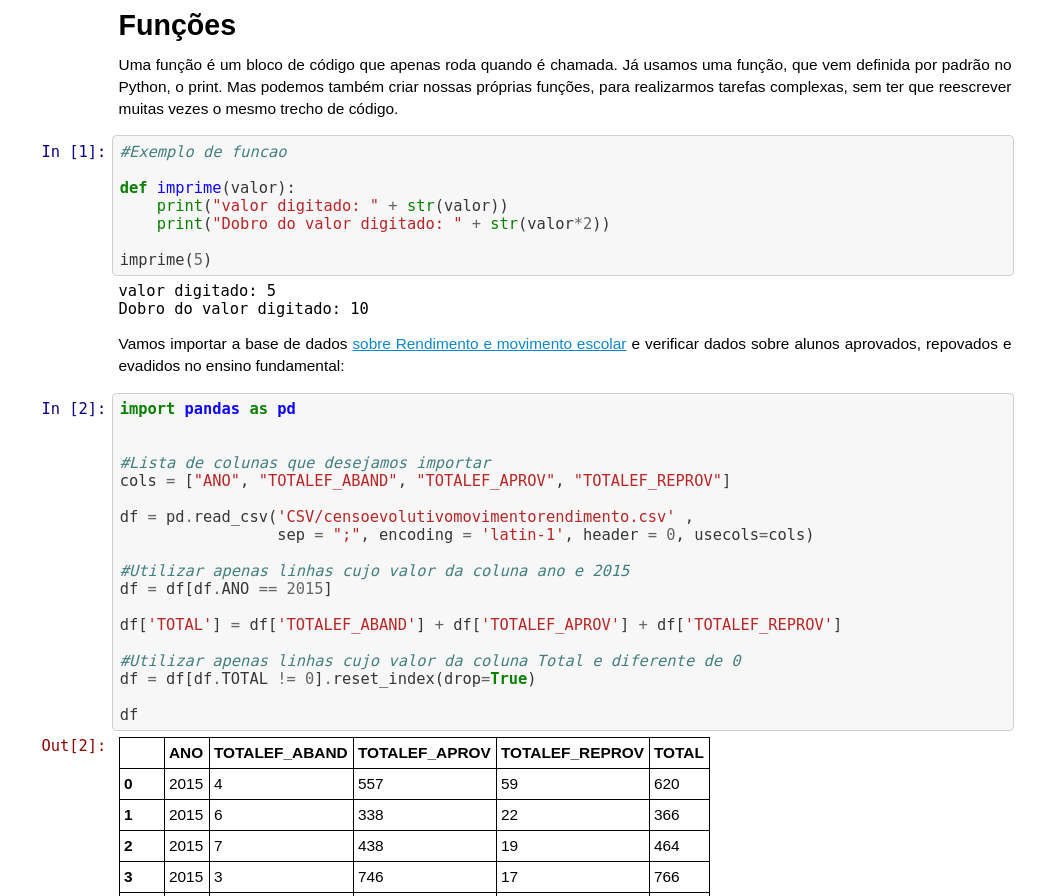 Funções
Uma função é um bloco de código que apenas roda quando é chamada. Já usamos uma função, que vem definida por padrão no
Python, o print. Mas podemos também criar nossas próprias funções, para realizarmos tarefas complexas, sem ter que reescrever
muitas vezes o mesmo trecho de código.
In [1]: #Exemplo de funcao
def imprime(valor):
    print("valor digitado: " + str(valor))
    print("Dobro do valor digitado: " + str(valor*2))
imprime(5)
valor digitado: 5
Dobro do valor digitado: 10
Vamos importar a base de dados sobre Rendimento e movimento escolar e verificar dados sobre alunos aprovados, repovados e
evadidos no ensino fundamental:
In [2]: import pandas as pd
#Lista de colunas que desejamos importar
cols = ["ANO", "TOTALEF_ABAND", "TOTALEF_APROV", "TOTALEF_REPROV"]
df = pd.read_csv('CSV/censoevolutivomovimentorendimento.csv' ,
                 sep = ";", encoding = 'latin-1', header = 0, usecols=cols)
#Utilizar apenas linhas cujo valor da coluna ano e 2015
df = df[df.ANO == 2015]
df['TOTAL'] = df['TOTALEF_ABAND'] + df['TOTALEF_APROV'] + df['TOTALEF_REPROV']
#Utilizar apenas linhas cujo valor da coluna Total e diferente de 0
df = df[df.TOTAL != 0].reset_index(drop=True)
df
Out[2]: ANO TOTALEF_ABAND TOTALEF_APROV TOTALEF_REPROV TOTAL
0 2015 4 557 59 620
1 2015 6 338 22 366
2 2015 7 438 19 464
3 2015 3 746 17 766